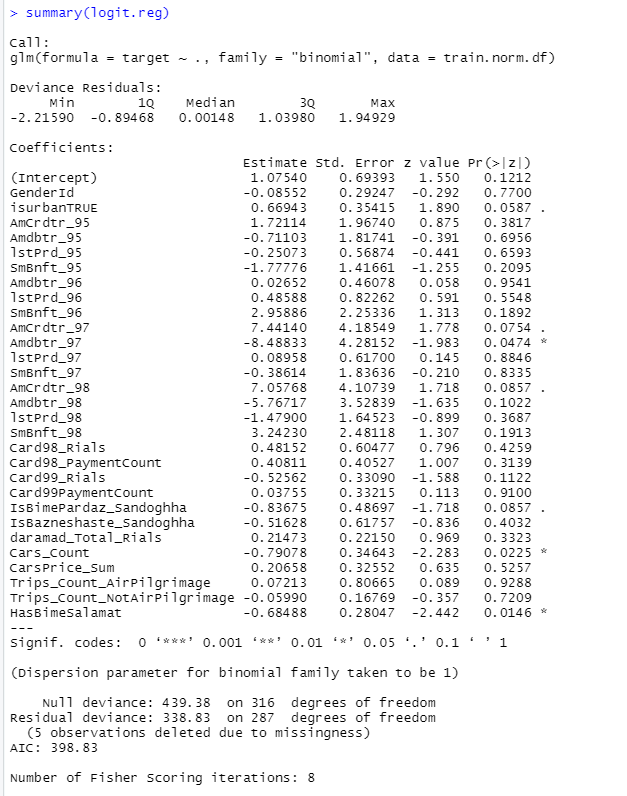 > summary(logit.reg)
Call:
glm(formula = target ~ ., family = "binomial", data = train.norm.df)
Deviance Residuals:
Min 1Q Median 3Q Max
-2.21590 -0.89468 0.00148 1.03980 1.94929
Coefficients:
Estimate Std. Error z value Pr(>|z|)
(Intercept) 1.07540 0.69393 1.550 0.1212
GenderId -0.08552 0.29247 -0.292 0.7700
isurbanTRUE 0.66943 0.35415 1.890 0.0587 .
AmCrdtr_95 1.72114 1.96740 0.875 0.3817
Amdbtr_95 -0.71103 1.81741 -0.391 0.6956
lstPrd_95 -0.25073 0.56874 -0.441 0.6593
SmBnft_95 -1.77776 1.41661 -1.255 0.2095
Amdbtr_96 0.02652 0.46078 0.058 0.9541
lstPrd_96 0.48588 0.82262 0.591 0.5548
SmBnft_96 2.95886 2.25336 1.313 0.1892
AmCrdtr_97 7.44140 4.18549 1.778 0.0754 .
Amdbtr_97 -8.48833 4.28152 -1.983 0.0474 *
lstPrd_97 0.08958 0.61700 0.145 0.8846
SmBnft_97 -0.38614 1.83636 -0.210 0.8335
AmCrdtr_98 7.05768 4.10739 1.718 0.0857 .
Amdbtr_98 -5.76717 3.52839 -1.635 0.1022
lstPrd_98 -1.47900 1.64523 -0.899 0.3687
SmBnft_98 3.24230 2.48118 1.307 0.1913
Card98_Rials 0.48152 0.60477 0.796 0.4259
Card98_PaymentCount 0.40811 0.40527 1.007 0.3139
Card99_Rials -0.52562 0.33090 -1.588 0.1122
Card99PaymentCount 0.03755 0.33215 0.113 0.9100
IsBimePardaz_Sandoghha -0.83675 0.48697 -1.718 0.0857 .
IsBazneshaste_Sandoghha -0.51628 0.61757 -0.836 0.4032
daramad_Total_Rials 0.21473 0.22150 0.969 0.3323
Cars_Count -0.79078 0.34643 -2.283 0.0225 *
CarsPrice_Sum 0.20658 0.32552 0.635 0.5257
Trips_Count_AirPilgrimage 0.07213 0.80665 0.089 0.9288
Trips_Count_NotAirPilgrimage -0.05990 0.16769 -0.357 0.7209
HasBimeSalamat -0.68488 0.28047 -2.442 0.0146 *
---
Signif. codes: 0 ‘***’ 0.001 ‘**’ 0.01 ‘*’ 0.05 ‘.’ 0.1 ‘ ’ 1
(Dispersion parameter for binomial family taken to be 1)
Null deviance: 439.38 on 316 degrees of freedom
Residual deviance: 338.83 on 287 degrees of freedom
(5 observations deleted due to missingness)
AIC: 398.83
Number of Fisher Scoring iterations: 8